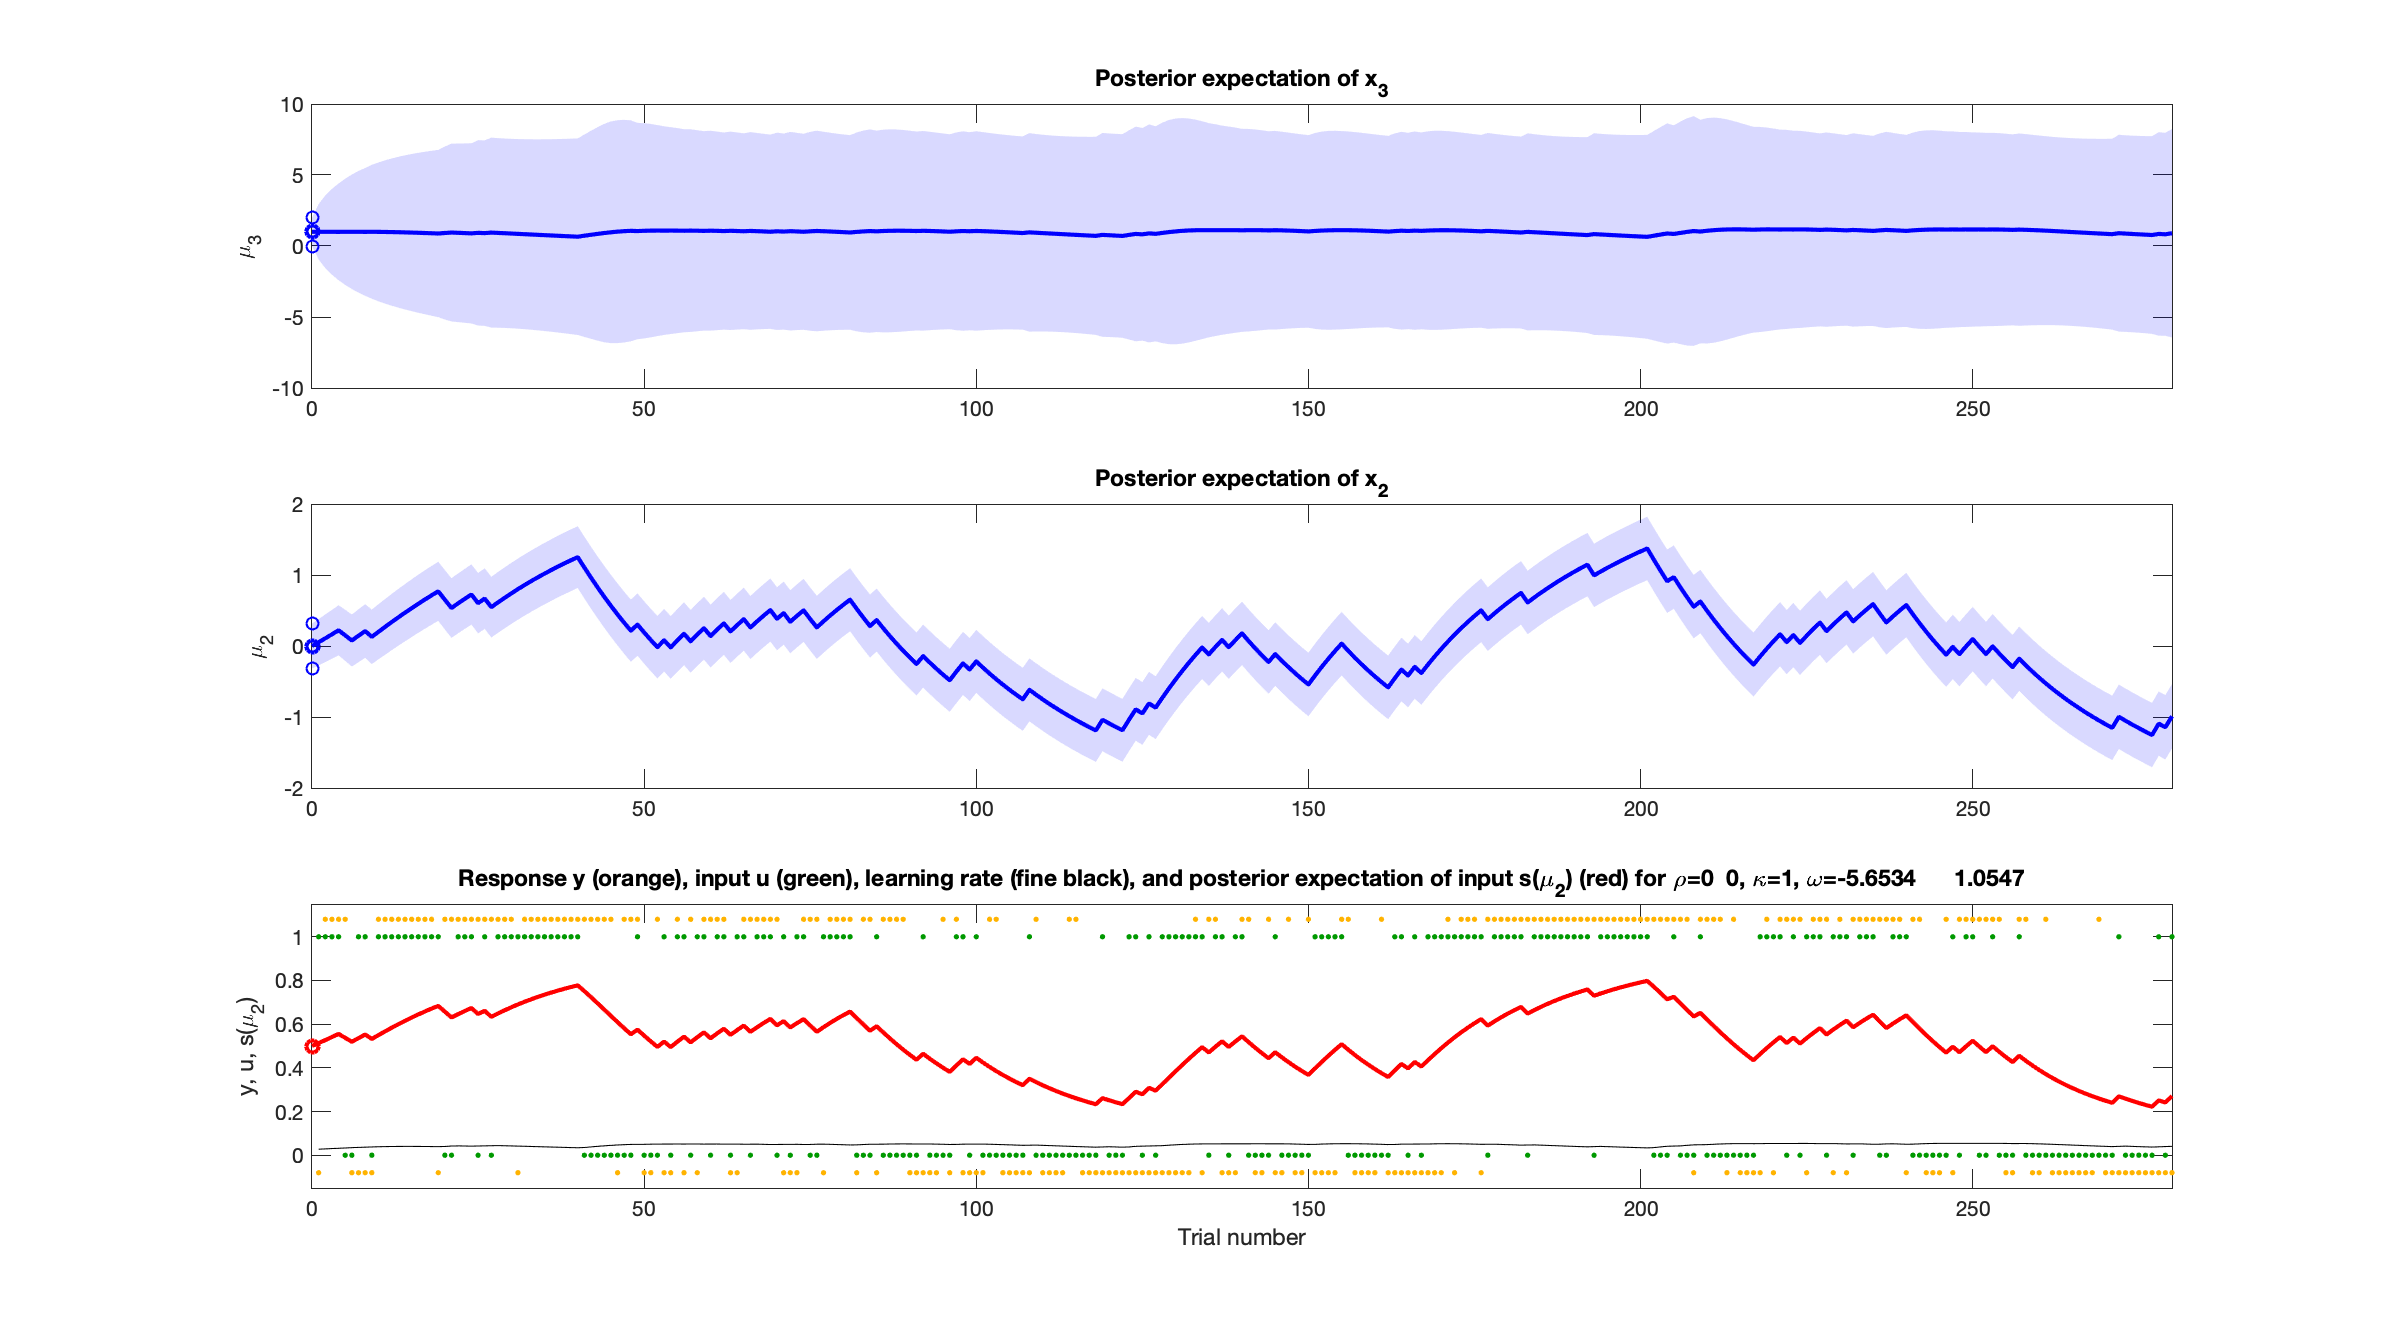 Posterior expectation of x3
10
5
0
-5
-10
μ3
0 50 100 150 200 250
Posterior expectation of x2
2
1
0
-1
-2
μ2
0 50 100 150 200 250
Response y (orange), input u (green), learning rate (fine black), and posterior expectation of input s(μ2) (red) for ρ=0 0, κ=1, ω=-5.6534 1.0547
1
0.8
0.6
0.4
0.2
0
y, u, s(μ2)
0 50 100 150 200 250
Trial number